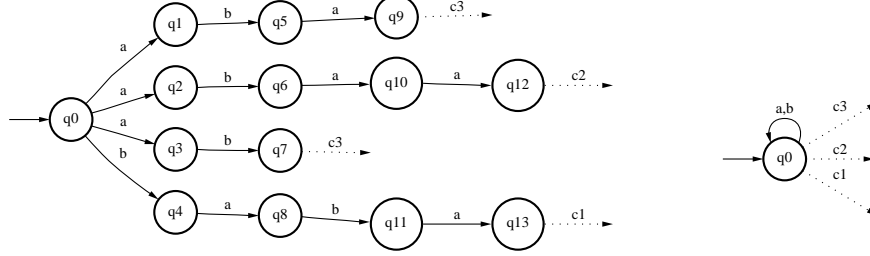 q1 b q5 a q9 c3
a
q2 b q6 a q10 a q12 c2
a
q0
a
q3 b q7 c3
b
q4 a q8 b q11 a q13 c1
a,b
q0
c3
c2
c1